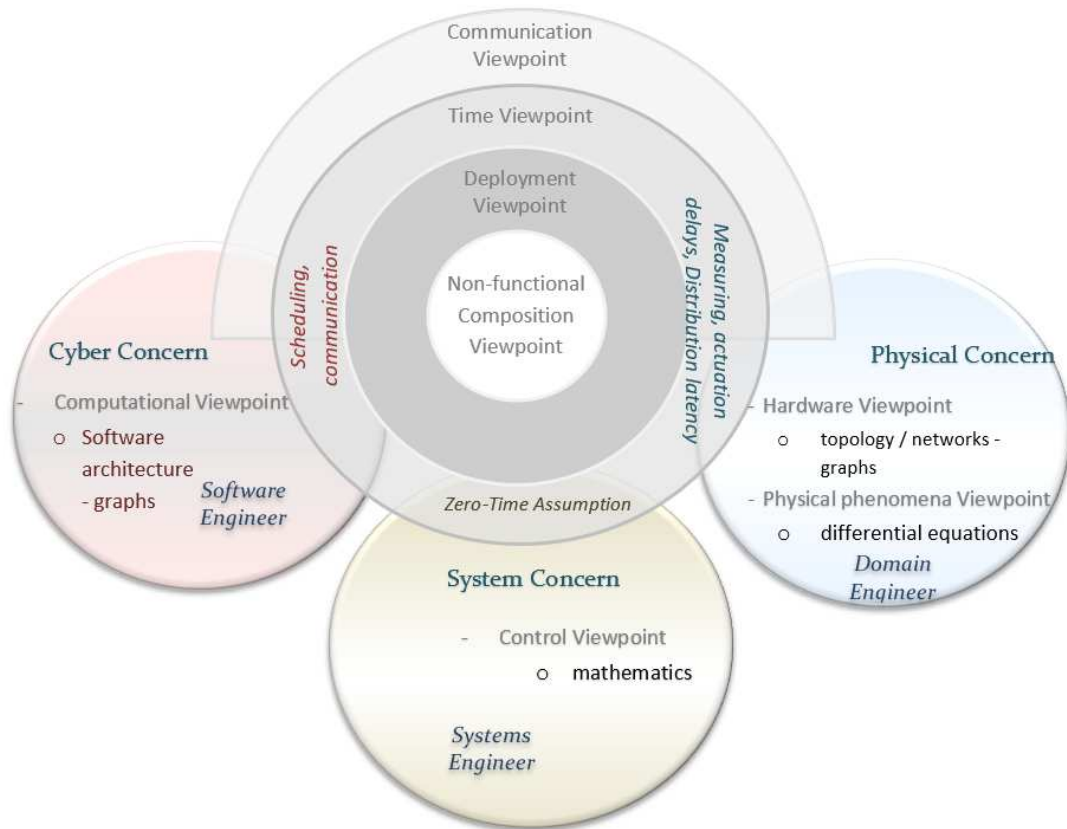 Communication
Viewpoint
Time Viewpoint
Deployment
Viewpoint
Non-functional
Composition
Viewpoint
Scheduling,
communication
Measuring, actuation
delays, Distribution latency
Zero-Time Assumption
Cyber Concern
- Computational Viewpoint
o Software
architecture
- graphs
Software
Engineer
Physical Concern
- Hardware Viewpoint
o topology / networks -
graphs
- Physical phenomena Viewpoint
o differential equations
Domain
Engineer
System Concern
- Control Viewpoint
o mathematics
Systems
Engineer